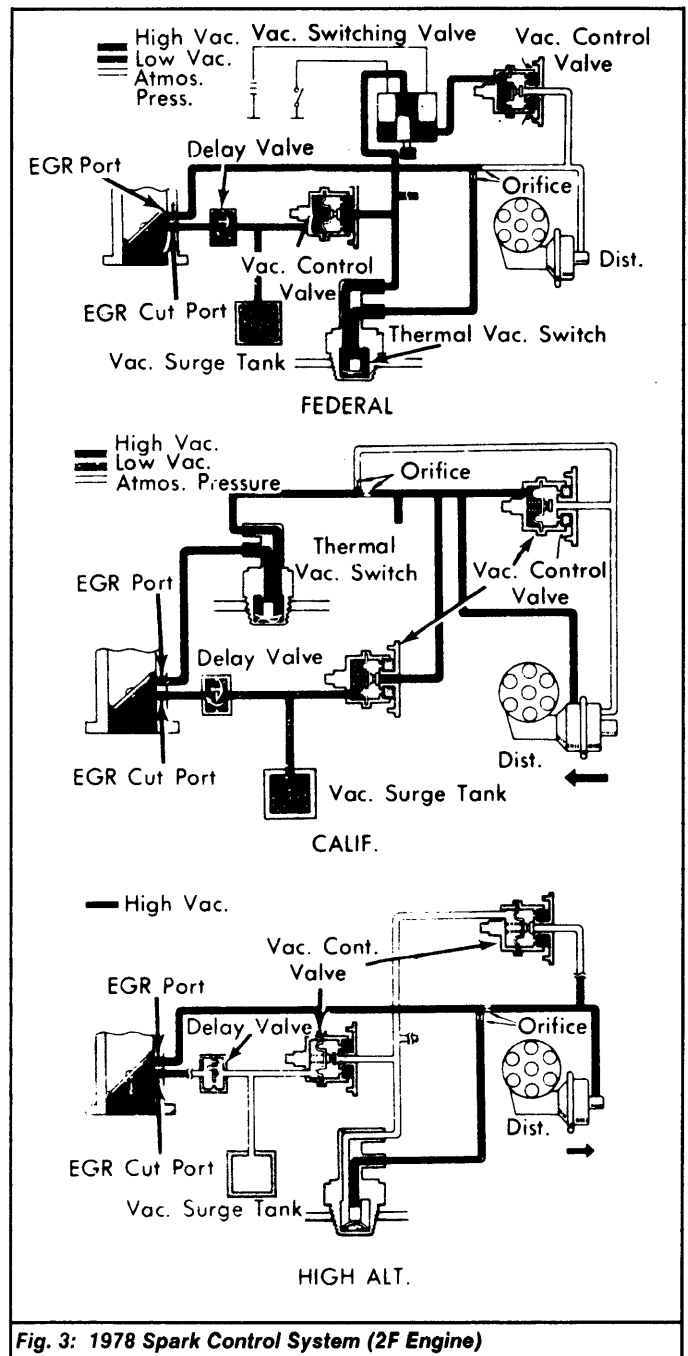 High Vac.
Low Vac.
Atmos.
Press.
Vac. Switching Valve
Vac. Control
Valve
Delay Valve
EGR Port
Orifice
Vac. Control
Valve
Dist.
EGR Cut Port
Thermal Vac. Switch
Vac. Surge Tank
FEDERAL
High Vac.
Low Vac.
Atmos. Pressure
Orifice
Thermal
Vac. Switch
EGR Port
Vac. Control
Valve
Delay Valve
Dist.
EGR Cut Port
Vac. Surge Tank
CALIF.
High Vac.
Vac. Cont.
Valve
EGR Port
Delay Valve
Orifice
Dist.
EGR Cut Port
Vac. Surge Tank
HIGH ALT.
Fig. 3: 1978 Spark Control System (2F Engine)